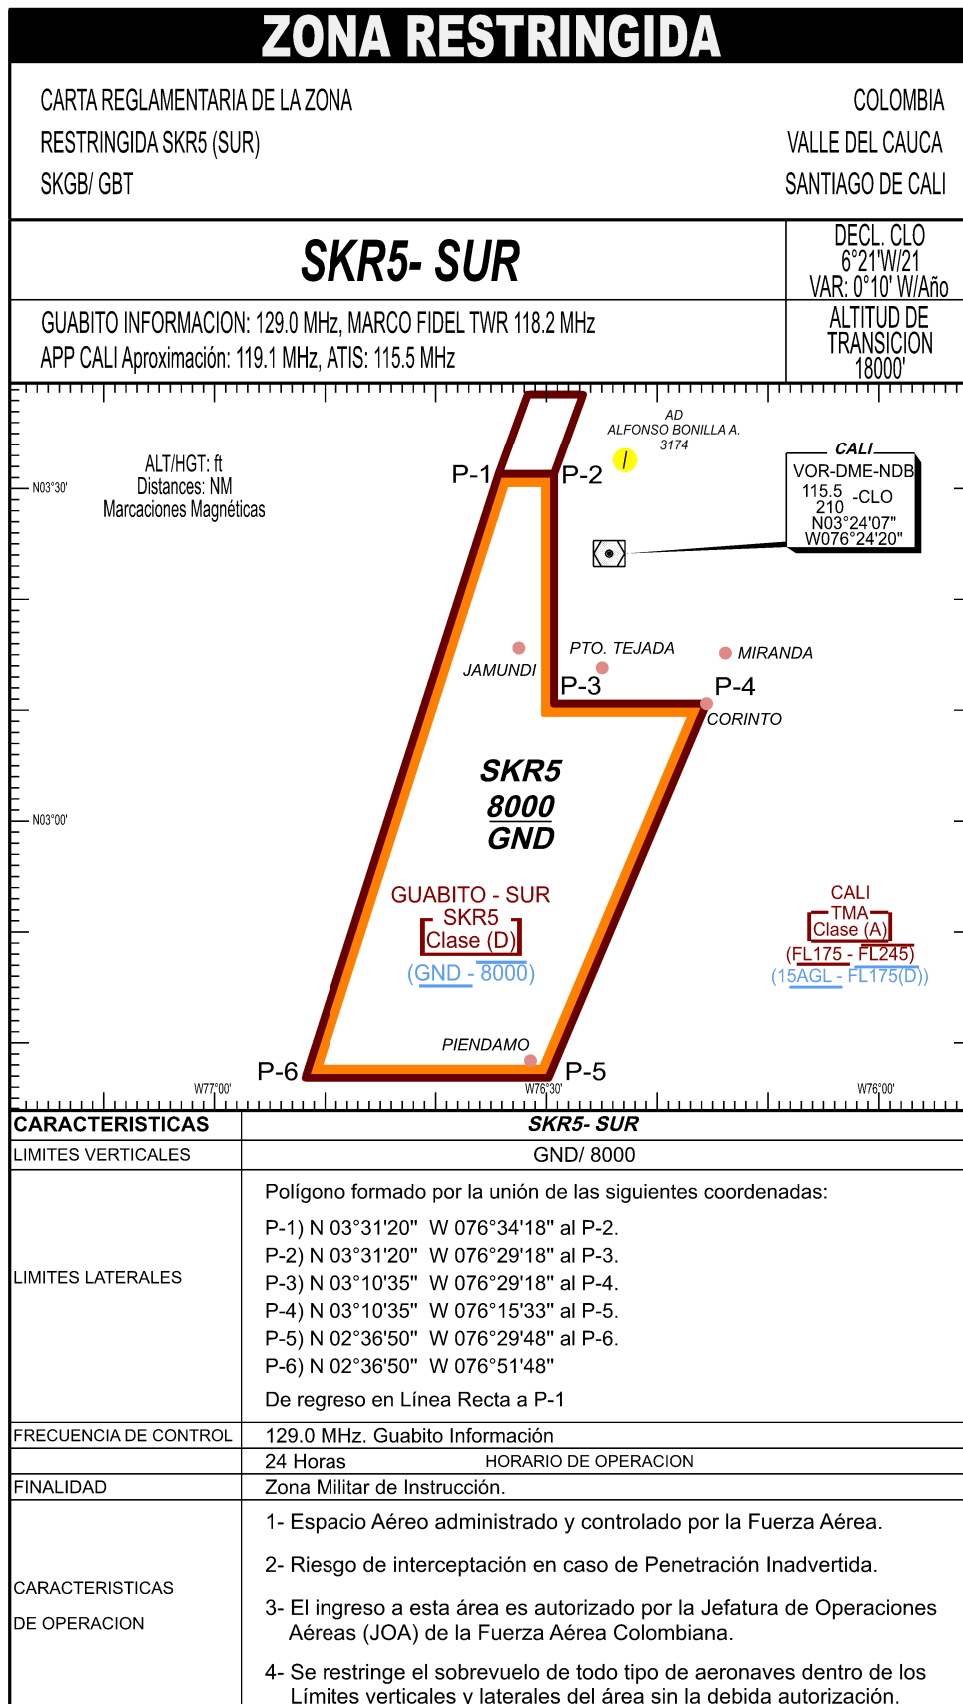 ZONA RESTRINGIDA
CARTA REGLAMENTARIA DE LA ZONA
RESTRINGIDA SKR5 (SUR)
SKGB/ GBT
COLOMBIA
VALLE DEL CAUCA
SANTIAGO DE CALI
SKR5- SUR
DECL. CLO
6°21'W/21
VAR: 0°10' W/Año
GUABITO INFORMACION: 129.0 MHz, MARCO FIDEL TWR 118.2 MHz
APP CALI Aproximación: 119.1 MHz, ATIS: 115.5 MHz
ALTITUD DE
TRANSICION
18000'
AD
ALFONSO BONILLA A.
3174
ALT/HGT: ft
Distances: NM
Marcaciones Magnéticas
P-1
P-2
CALI
VOR-DME-NDB
115.5
210
-CLO
N03°24'07"
W076°24'20"
N03°30'
JAMUNDI
PTO. TEJADA
MIRANDA
P-3
P-4
CORINTO
SKR5
8000
GND
N03°00'
GUABITO - SUR
SKR5
Clase (D)
(GND - 8000)
CALI
TMA
Clase (A)
(FL175 - FL245)
(15AGL - FL175(D))
PIENDAMO
P-6
P-5
W77°00'
W76°30'
W76°00'
CARACTERISTICAS
SKR5- SUR
LIMITES VERTICALES
GND/ 8000
LIMITES LATERALES
Polígono formado por la unión de las siguientes coordenadas:
P-1) N 03°31'20" W 076°34'18" al P-2.
P-2) N 03°31'20" W 076°29'18" al P-3.
P-3) N 03°10'35" W 076°29'18" al P-4.
P-4) N 03°10'35" W 076°15'33" al P-5.
P-5) N 02°36'50" W 076°29'48" al P-6.
P-6) N 02°36'50" W 076°51'48"
De regreso en Línea Recta a P-1
FRECUENCIA DE CONTROL
129.0 MHz. Guabito Información
24 Horas
HORARIO DE OPERACION
FINALIDAD
Zona Militar de Instrucción.
CARACTERISTICAS
DE OPERACION
1- Espacio Aéreo administrado y controlado por la Fuerza Aérea.
2- Riesgo de interceptación en caso de Penetración Inadvertida.
3- El ingreso a esta área es autorizado por la Jefatura de Operaciones
Aéreas (JOA) de la Fuerza Aérea Colombiana.
4- Se restringe el sobrevuelo de todo tipo de aeronaves dentro de los
Límites verticales y laterales del área sin la debida autorización.